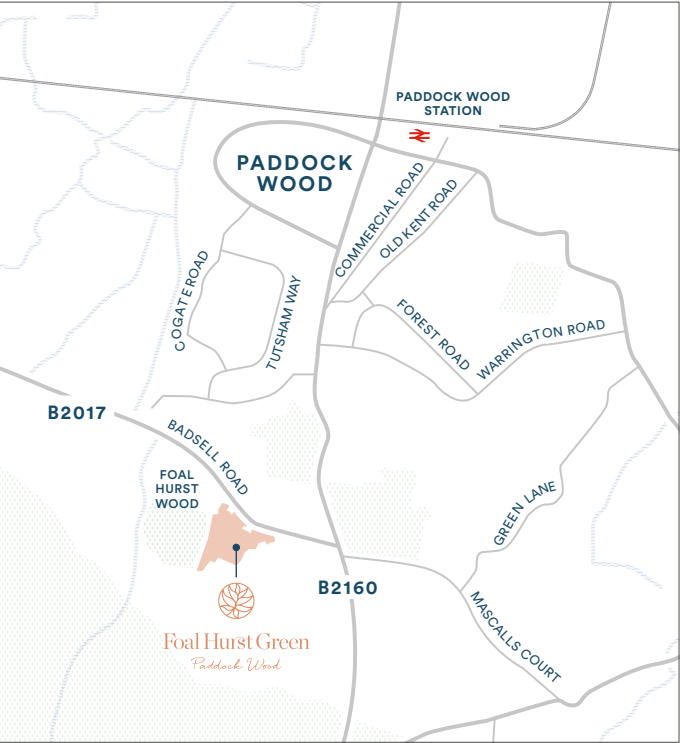 PADDOCK WOOD
STATION
PADDOCK
WOOD
COMMERCIAL ROAD
OLD KENT ROAD
COOGATE ROAD
TUTSHAM WAY
FOREST ROAD
WARRINGTON ROAD
B2017
BADSELL ROAD
FOAL
HURST
WOOD
GREEN LANE
B2160
MASCALLS COURT
Foal Hurst Green
Paddock Wood